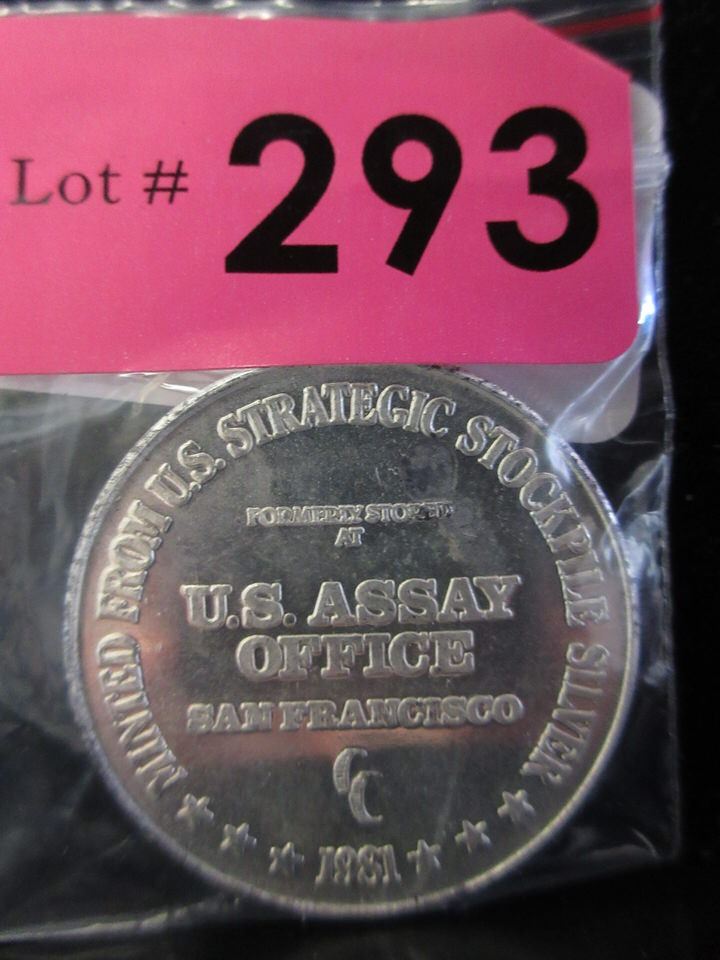 Lot # 293
MINTED FROM U.S. STRATEGIC STOCKPILE SILVER
FORMERLY STORED
AT
U.S. ASSAY
OFFICE
SAN FRANCISCO
CC
1981